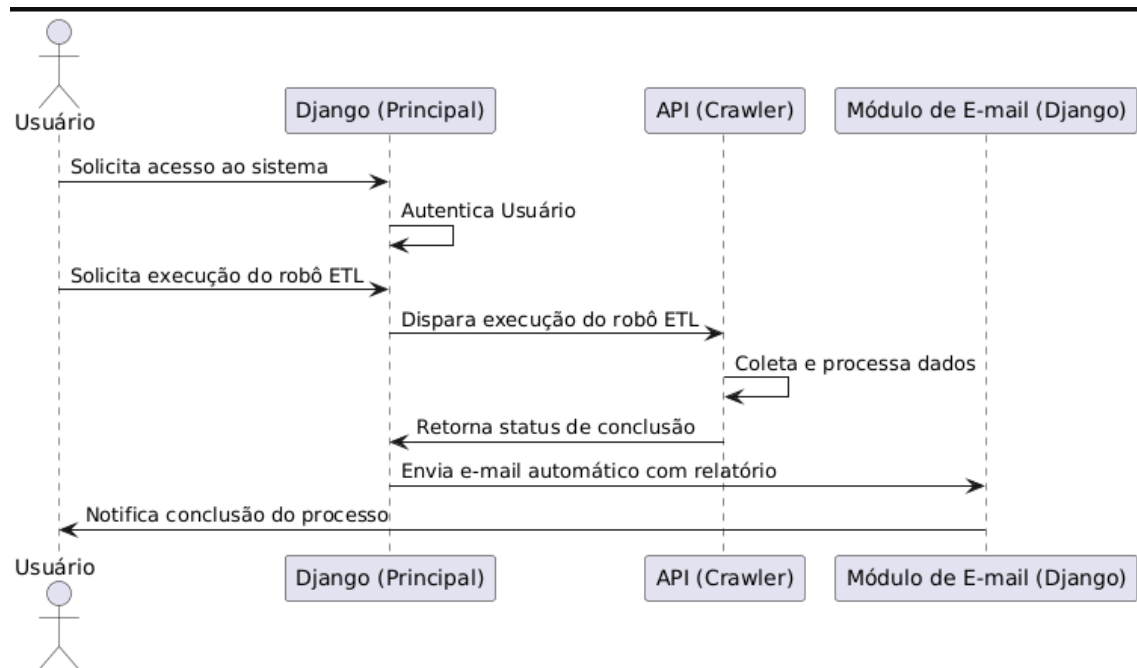 Usuário
Django (Principal)
API (Crawler)
Módulo de E-mail (Django)
Solicita acesso ao sistema
Autentica Usuário
Solicita execução do robô ETL
Dispara execução do robô ETL
Coleta e processa dados
Retorna status de conclusão
Envia e-mail automático com relatório
Notifica conclusão do processo
Usuário
Django (Principal)
API (Crawler)
Módulo de E-mail (Django)